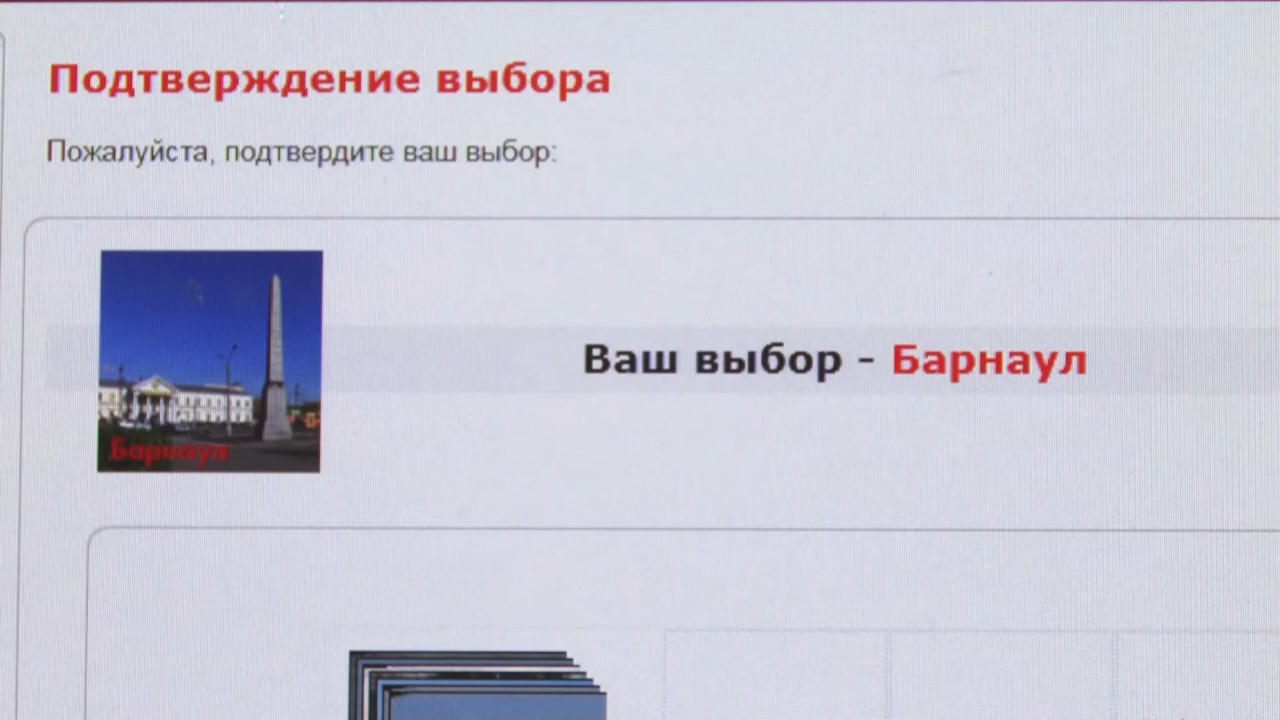 Подтверждение выбора
Пожалуйста, подтвердите ваш выбор:
Ваш выбор - Барнаул
Барнаул